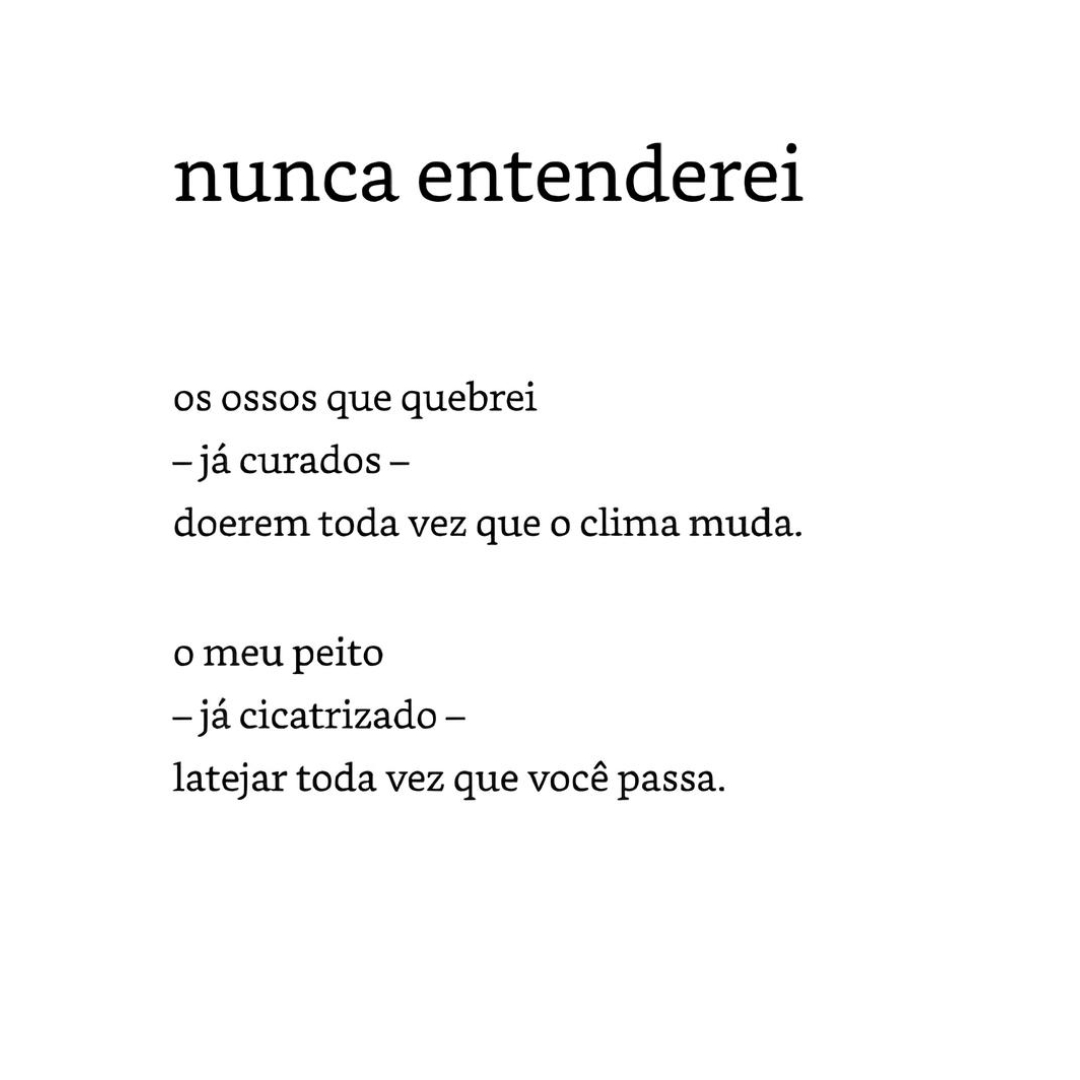 nunca entenderei
os ossos que quebrei
– já curados –
doerem toda vez que o clima muda.
o meu peito
– já cicatrizado –
latejar toda vez que você passa.